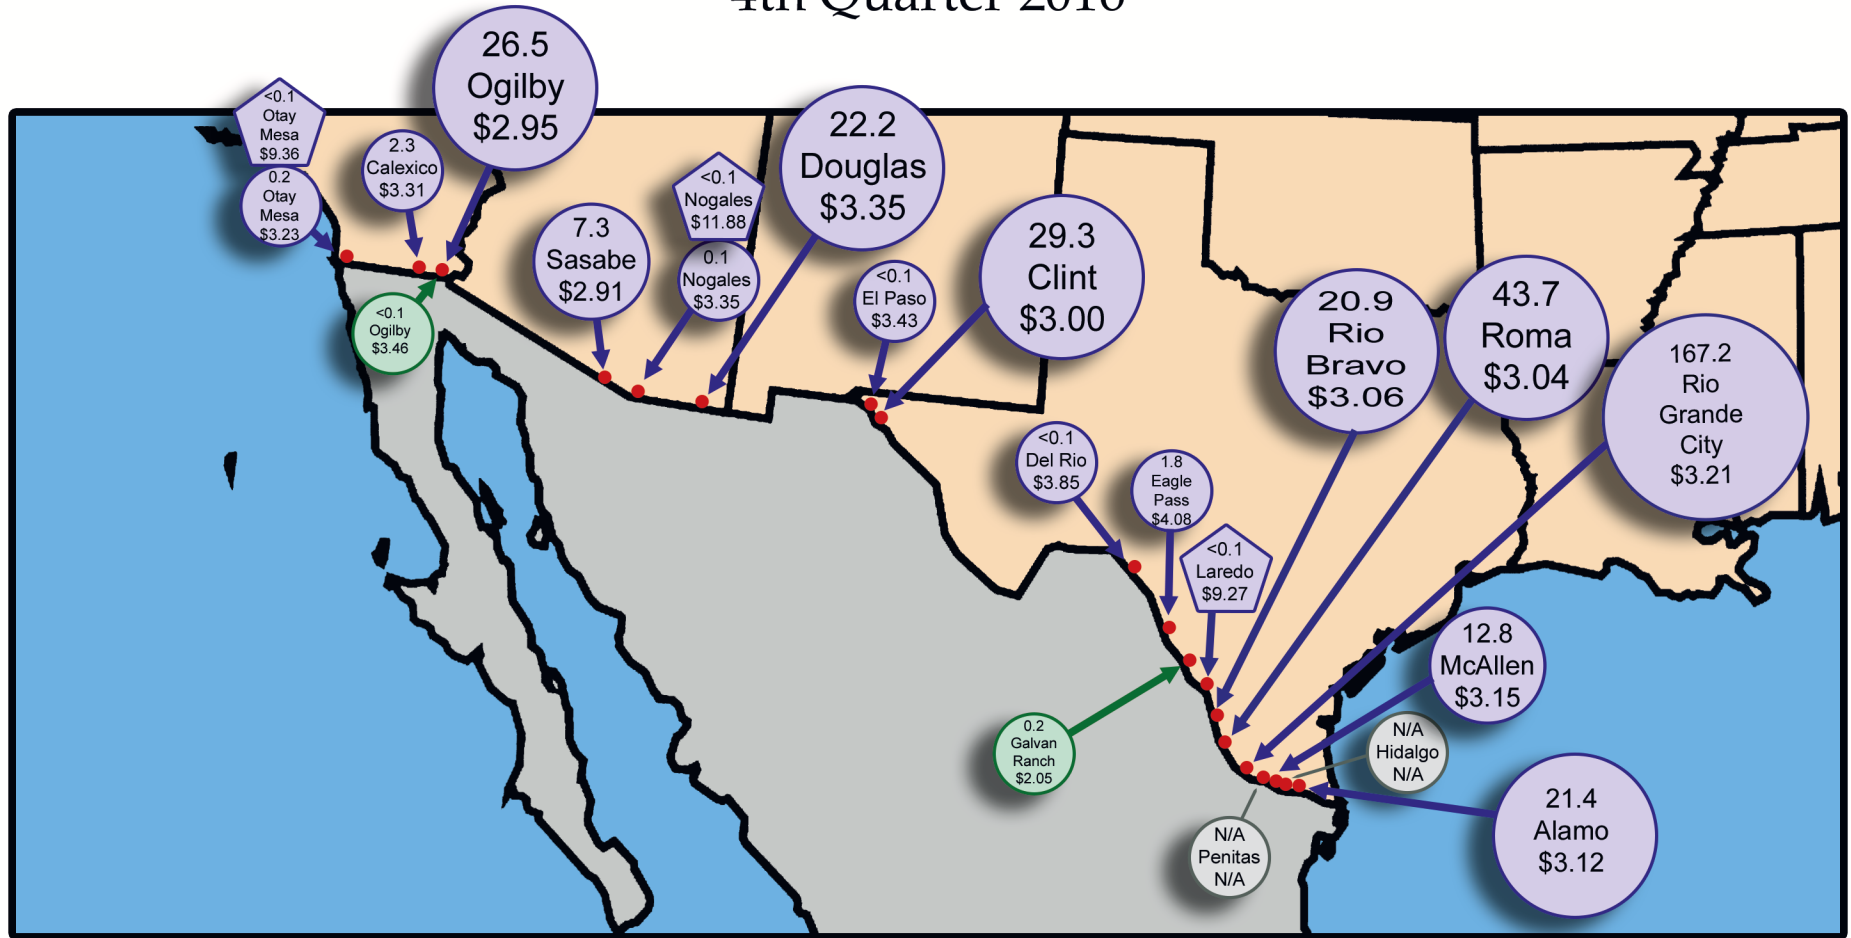 4th Quarter 2016
26.5
Ogilby
$2.95
<0.1
Otay
Mesa
$9.36
0.2
Otay
Mesa
$3.23
2.3
Calexico
$3.31
<0.1
Ogilby
$3.46
7.3
Sasabe
$2.91
<0.1
Nogales
$11.88
0.1
Nogales
$3.35
22.2
Douglas
$3.35
<0.1
El Paso
$3.43
29.3
Clint
$3.00
<0.1
Del Rio
$3.85
1.8
Eagle
Pass
$4.08
<0.1
Laredo
$9.27
20.9
Rio
Bravo
$3.06
43.7
Roma
$3.04
167.2
Rio
Grande
City
$3.21
12.8
McAllen
$3.15
N/A
Hidalgo
N/A
0.2
Galvan
Ranch
$2.05
N/A
Penitas
N/A
21.4
Alamo
$3.12